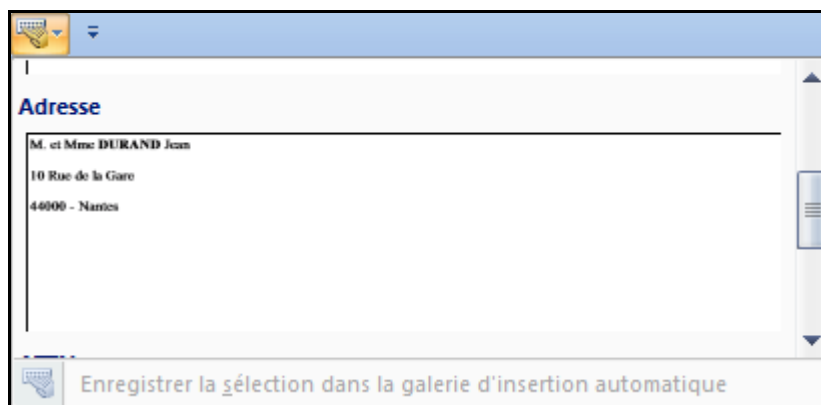 Adresse
M. et Mme DURAND Jean
10 Rue de la Gare
44000 - Nantes
Enregistrer la sélection dans la galerie d'insertion automatique